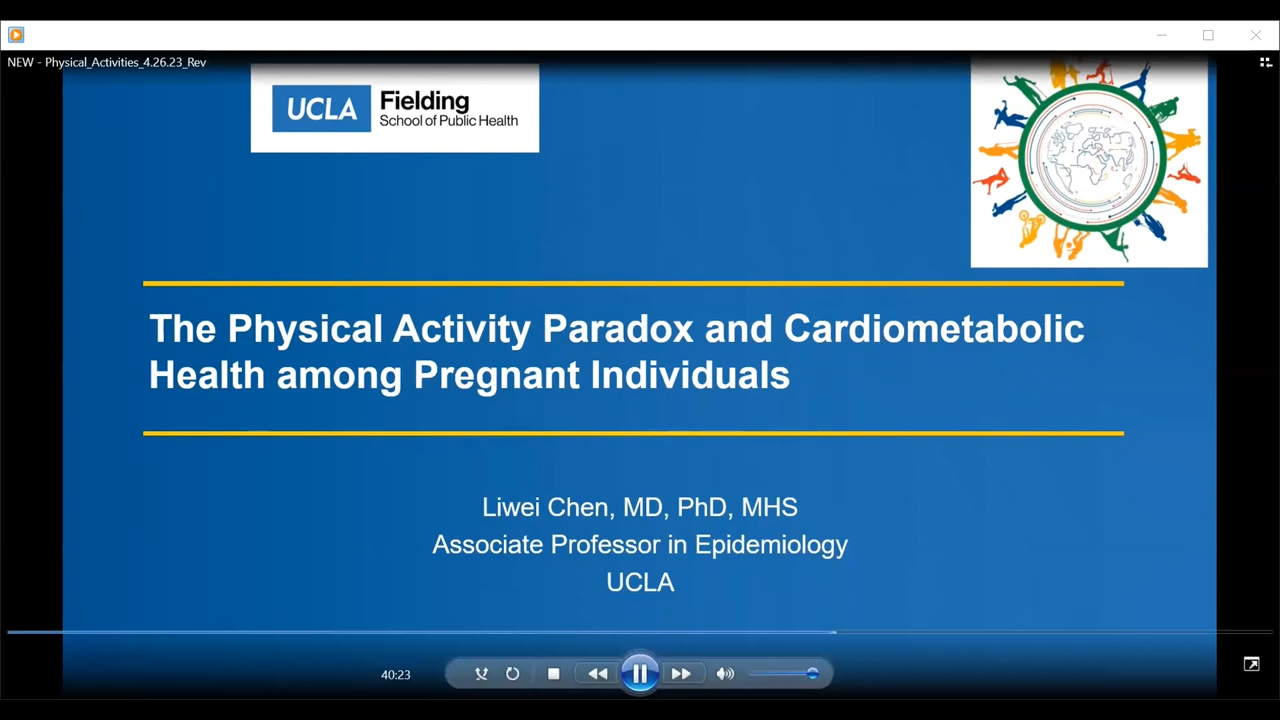 NEW - Physical_Activities_4.26.23_Rev
UCLA
Fielding
School of Public Health
The Physical Activity Paradox and Cardiometabolic
Health among Pregnant Individuals
Liwei Chen, MD, PhD, MHS
Associate Professor in Epidemiology
UCLA
40:23